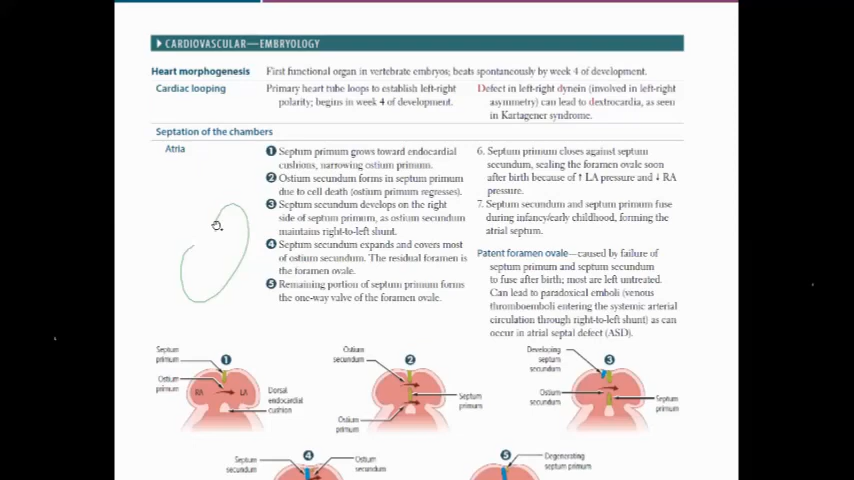 CARDIOVASCULAR—EMBRYOLOGY
Heart morphogenesis
First functional organ in vertebrate embryos; beats spontaneously by week 4 of development.
Cardiac looping
Primary heart tube loops to establish left-right
polarity; begins in week 4 of development.
Defect in left-right dynein (involved in left-right
asymmetry) can lead to dextrocardia, as seen
in Kartagener syndrome.
Septation of the chambers
Atria
1 Septum primum grows toward endocardial
cushions, narrowing ostium primum.
2 Ostium secundum forms in septum primum
due to cell death (ostium primum regresses).
3 Septum secundum develops on the right
side of septum primum, as ostium secundum
maintains right-to-left shunt.
4 Septum secundum expands and covers most
of ostium secundum. The residual foramen is
the foramen ovale.
5 Remaining portion of septum primum forms
the one-way valve of the foramen ovale.
6. Septum primum closes against septum
secundum, sealing the foramen ovale soon
after birth because of ↑ LA pressure and ↓ RA
pressure.
7. Septum secundum and septum primum fuse
during infancy/early childhood, forming the
atrial septum.
Patent foramen ovale—caused by failure of
septum primum and septum secundum
to fuse after birth; most are left untreated.
Can lead to paradoxical emboli (venous
thromboemboli entering the systemic arterial
circulation through right-to-left shunt) as can
occur in atrial septal defect (ASD).
1
Septum
primum
Ostium
primum
RA
LA
Dorsal
endocardial
cushion
2
Ostium
secundum
Septum
primum
Ostium
primum
3
Developing
septum
secundum
Ostium
secundum
Septum
primum
4
Septum
secundum
Ostium
secundum
5
Degenerating
septum primum